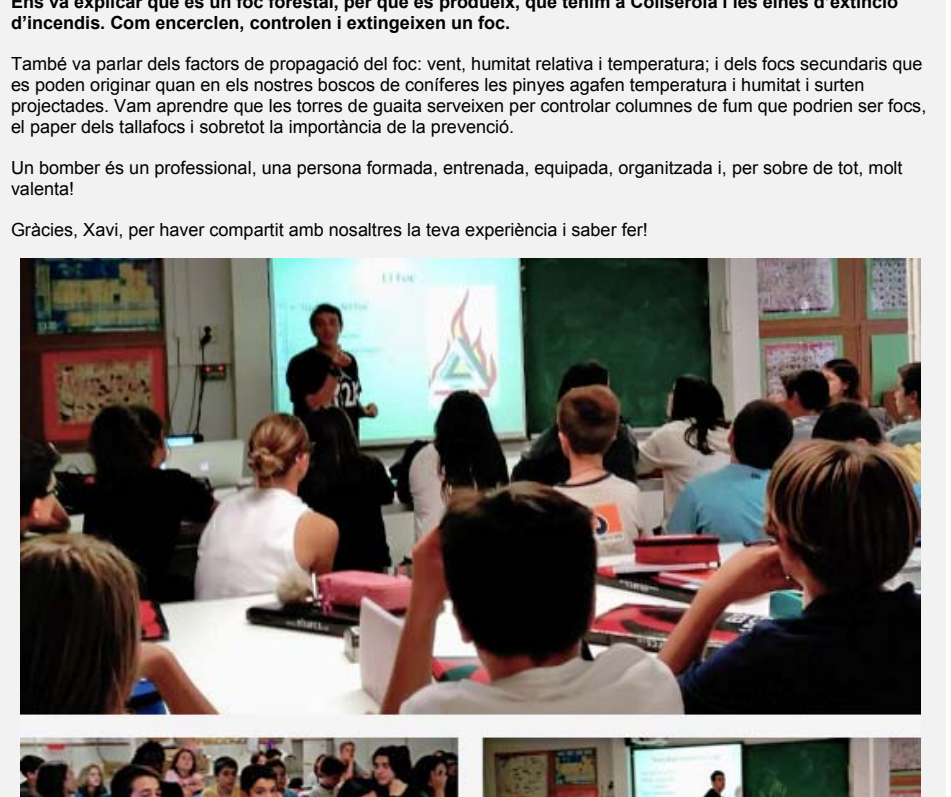 Ens va explicar què és un foc forestal, per què es produeix, què tenim a Collserola i les eines d'extinció
d'incendis. Com encerclen, controlen i extingeixen un foc.
També va parlar dels factors de propagació del foc: vent, humitat relativa i temperatura; i dels focs secundaris que
es poden originar quan en els nostres boscos de coníferes les pinyes agafen temperatura i humitat i surten
projectades. Vam aprendre que les torres de guaita serveixen per controlar columnes de fum que podrien ser focs,
el paper dels tallafocs i sobretot la importància de la prevenció.
Un bomber és un professional, una persona formada, entrenada, equipada, organitzada i, per sobre de tot, molt
valenta!
Gràcies, Xavi, per haver compartit amb nosaltres la teva experiència i saber fer!
El Foc